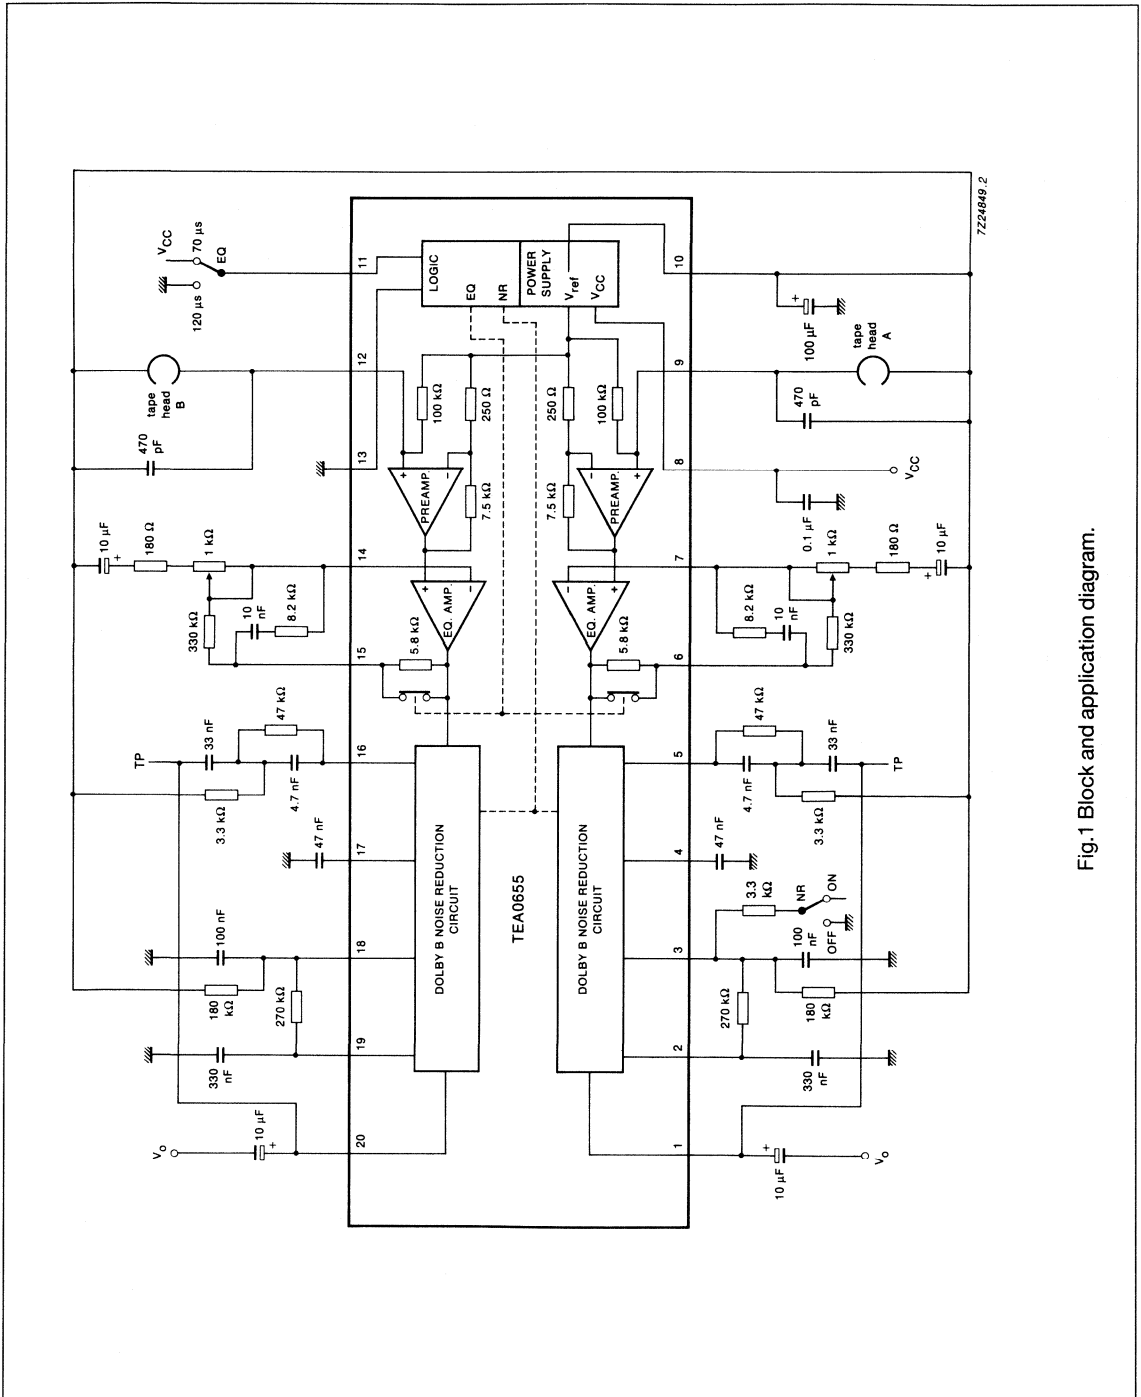 VCC
70 µs
EQ
120 µs
tape
head
B
470
pF
10 µF
+
180 Ω
1 kΩ
330 kΩ
10
nF
8.2 kΩ
TP
33 nF
47 kΩ
3.3 kΩ
4.7 nF
47 nF
100 nF
180
kΩ
270 kΩ
330
nF
Vo
10 µF
+
11
12
13
14
15
16
17
18
19
20
LOGIC
EQ
NR
POWER
SUPPLY
Vref
VCC
100 kΩ
250 Ω
+
PREAMP.
−
7.5 kΩ
+
EQ. AMP.
−
5.8 kΩ
DOLBY B NOISE REDUCTION
CIRCUIT
TEA0655
250 Ω
100 kΩ
7.5 kΩ
−
PREAMP.
+
−
EQ. AMP.
+
5.8 kΩ
DOLBY B NOISE REDUCTION
CIRCUIT
10
9
8
7
6
5
4
3
2
1
+
100 µF
tape
head
A
470
pF
VCC
0.1 µF
1 kΩ
180 Ω
10 µF
+
8.2 kΩ
10
nF
330 kΩ
47 kΩ
4.7 nF
33 nF
TP
3.3 kΩ
47 nF
3.3
kΩ
NR
ON
OFF
100
nF
270 kΩ
180
kΩ
330
nF
+
10 µF
Vo
7Z24849.2
Fig.1 Block and application diagram.